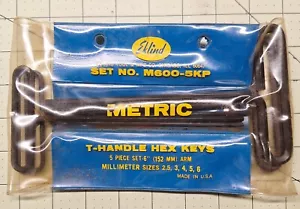 Eklind
SET NO. M600-5KP
METRIC
T-HANDLE HEX KEYS
5 PIECE SET-6" (152 MM) ARM
MILLIMETER SIZES 2.5, 3, 4, 5, 6
MADE IN U.S.A.